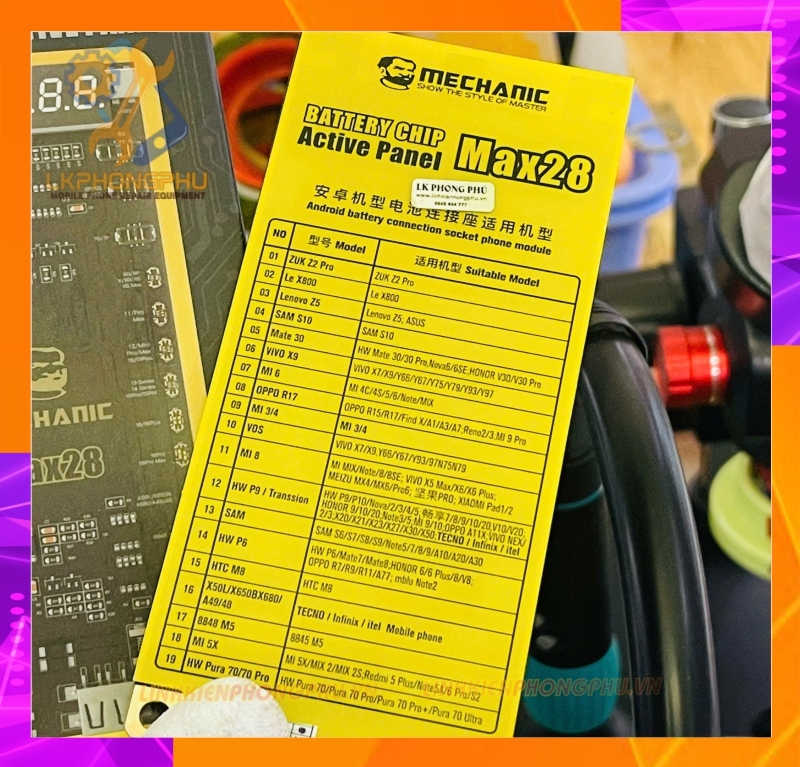 LKPHONGPHU
MOBILE PHONE REPAIR EQUIPMENT
MECHANIC
SHOW THE STYLE OF MASTER
BATTERY CHIP
Active Panel Max28
LK PHONG PHÚ
www.linhkienphongphu.vn
0848 444 777
安卓机型电池连接座适用机型
Android battery connection socket phone module
NO 型号 Model 适用机型 Suitable Model
01 ZUK Z2 Pro ZUK Z2 Pro
02 Le X800 Le X800
03 Lenovo Z5 Lenovo Z5, ASUS
04 SAM S10 SAM S10
05 Mate 30 HW Mate 30/30 Pro,Nova6/6SE,HONOR V30/V30 Pro
06 VIVO X9 VIVO X7/X9/Y66/Y67/Y75/Y79/Y93/Y97
07 MI 6 MI 4C/4S/5/6/Note/MIX
08 OPPO R17 OPPO R15/R17/Find X/A1/A3/A7;Reno2/3,MI 9 Pro
09 MI 3/4 MI 3/4
10 VOS VIVO X7/X9,Y66/Y67/Y93/97N75N79
11 MI 8 MI MIX/Note/8/8SE; VIVO X5 Max/X6/X6 Plus;
MEIZU MX4/MX6/Pro6; 坚果PRO; XIAOMI Pad1/2
12 HW P9 / Transsion HW P9/P10/Nova/2/3/4/5; 畅享7/8/9/10/20,V10/V20;
HONOR 9/10/20,Note3/5;MI 9/10;OPPO A11X;VIVO NEX/
2/3;X20/X21/X23/X27/X30/X50,TECNO / Infinix / itel
13 SAM SAM S6/S7/S8/S9/Note5/7/8/9/A10/A20/A30
14 HW P6 HW P6/Mate7/Mate8;HONOR 6/6 Plus/8/V8;
OPPO R7/R9/R11/A77; mblu Note2
15 HTC M8 HTC M8
16 X50L/X650BX680/
A49/48 TECNO / Infinix / itel Mobile phone
17 8848 M5 8845 M5
18 MI 5X MI 5X/MIX 2/MIX 2S;Redmi 5 Plus/Note5A/6 Pro/S2
19 HW Pura 70/70 Pro HW Pura 70/Pura 70 Pro/Pura 70 Pro+/Pura 70 Ultra
LINHKIENPHONGPHU.VN